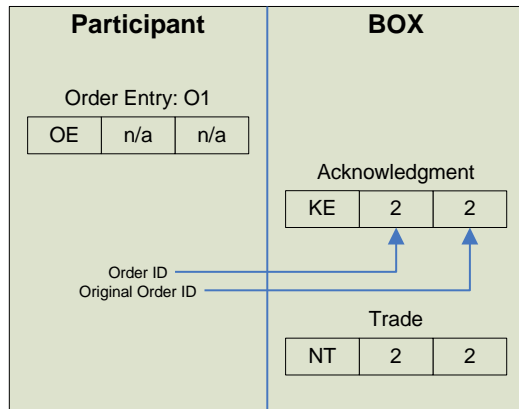 Participant BOX
Order Entry: O1
OE n/a n/a
Acknowledgment
KE 2 2
Order ID
Original Order ID
Trade
NT 2 2